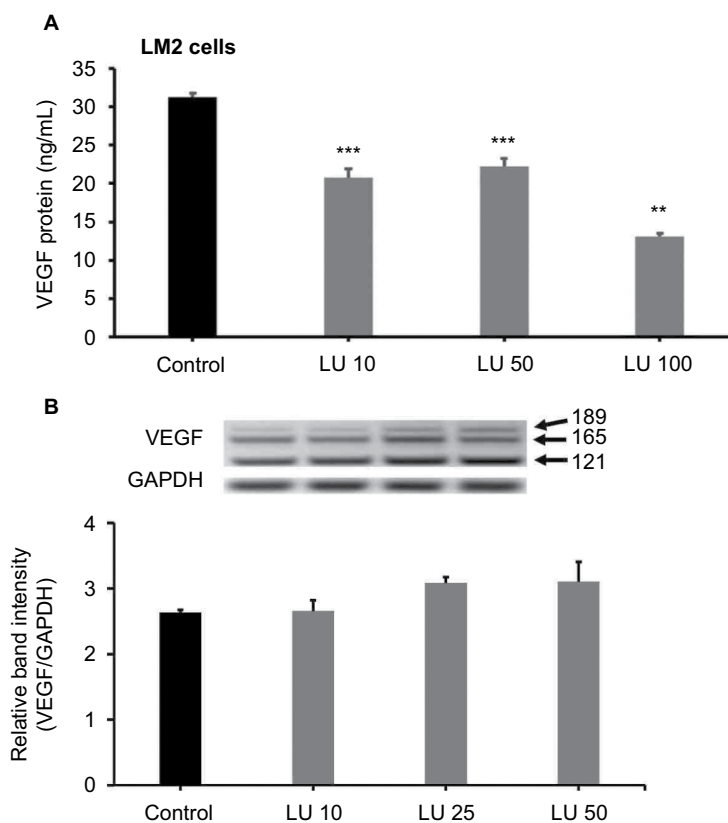 A
LM2 cells
VEGF protein (ng/mL)
35
30
25
20
15
10
5
0
***
***
**
Control LU 10 LU 50 LU 100
B
VEGF
GAPDH
189
165
121
Relative band intensity
(VEGF/GAPDH)
4
3
2
1
0
Control LU 10 LU 25 LU 50